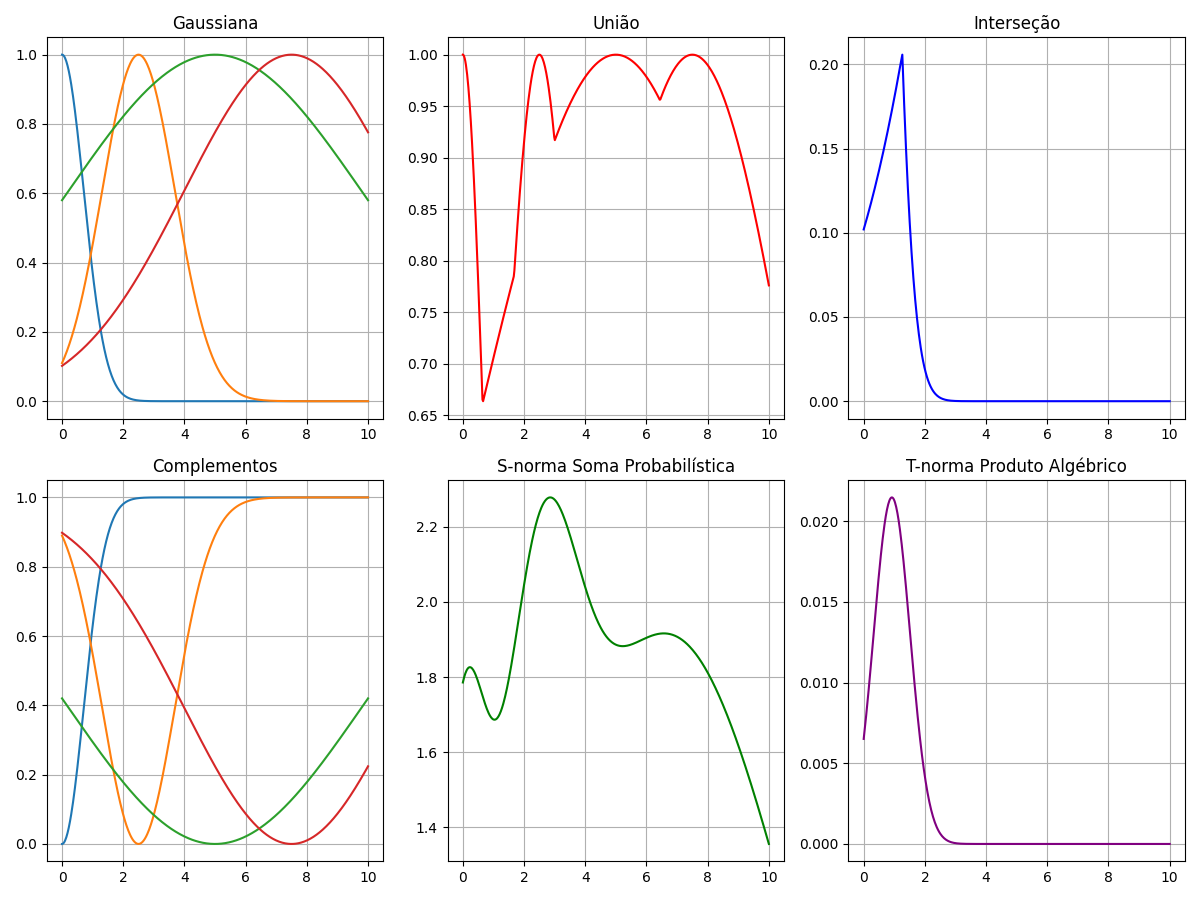 Gaussiana
1.0
0.8
0.6
0.4
0.2
0.0
0 2 4 6 8 10
União
1.00
0.95
0.90
0.85
0.80
0.75
0.70
0.65
0 2 4 6 8 10
Interseção
0.20
0.15
0.10
0.05
0.00
0 2 4 6 8 10
Complementos
1.0
0.8
0.6
0.4
0.2
0.0
0 2 4 6 8 10
S-norma Soma Probabilística
2.2
2.0
1.8
1.6
1.4
0 2 4 6 8 10
T-norma Produto Algébrico
0.020
0.015
0.010
0.005
0.000
0 2 4 6 8 10